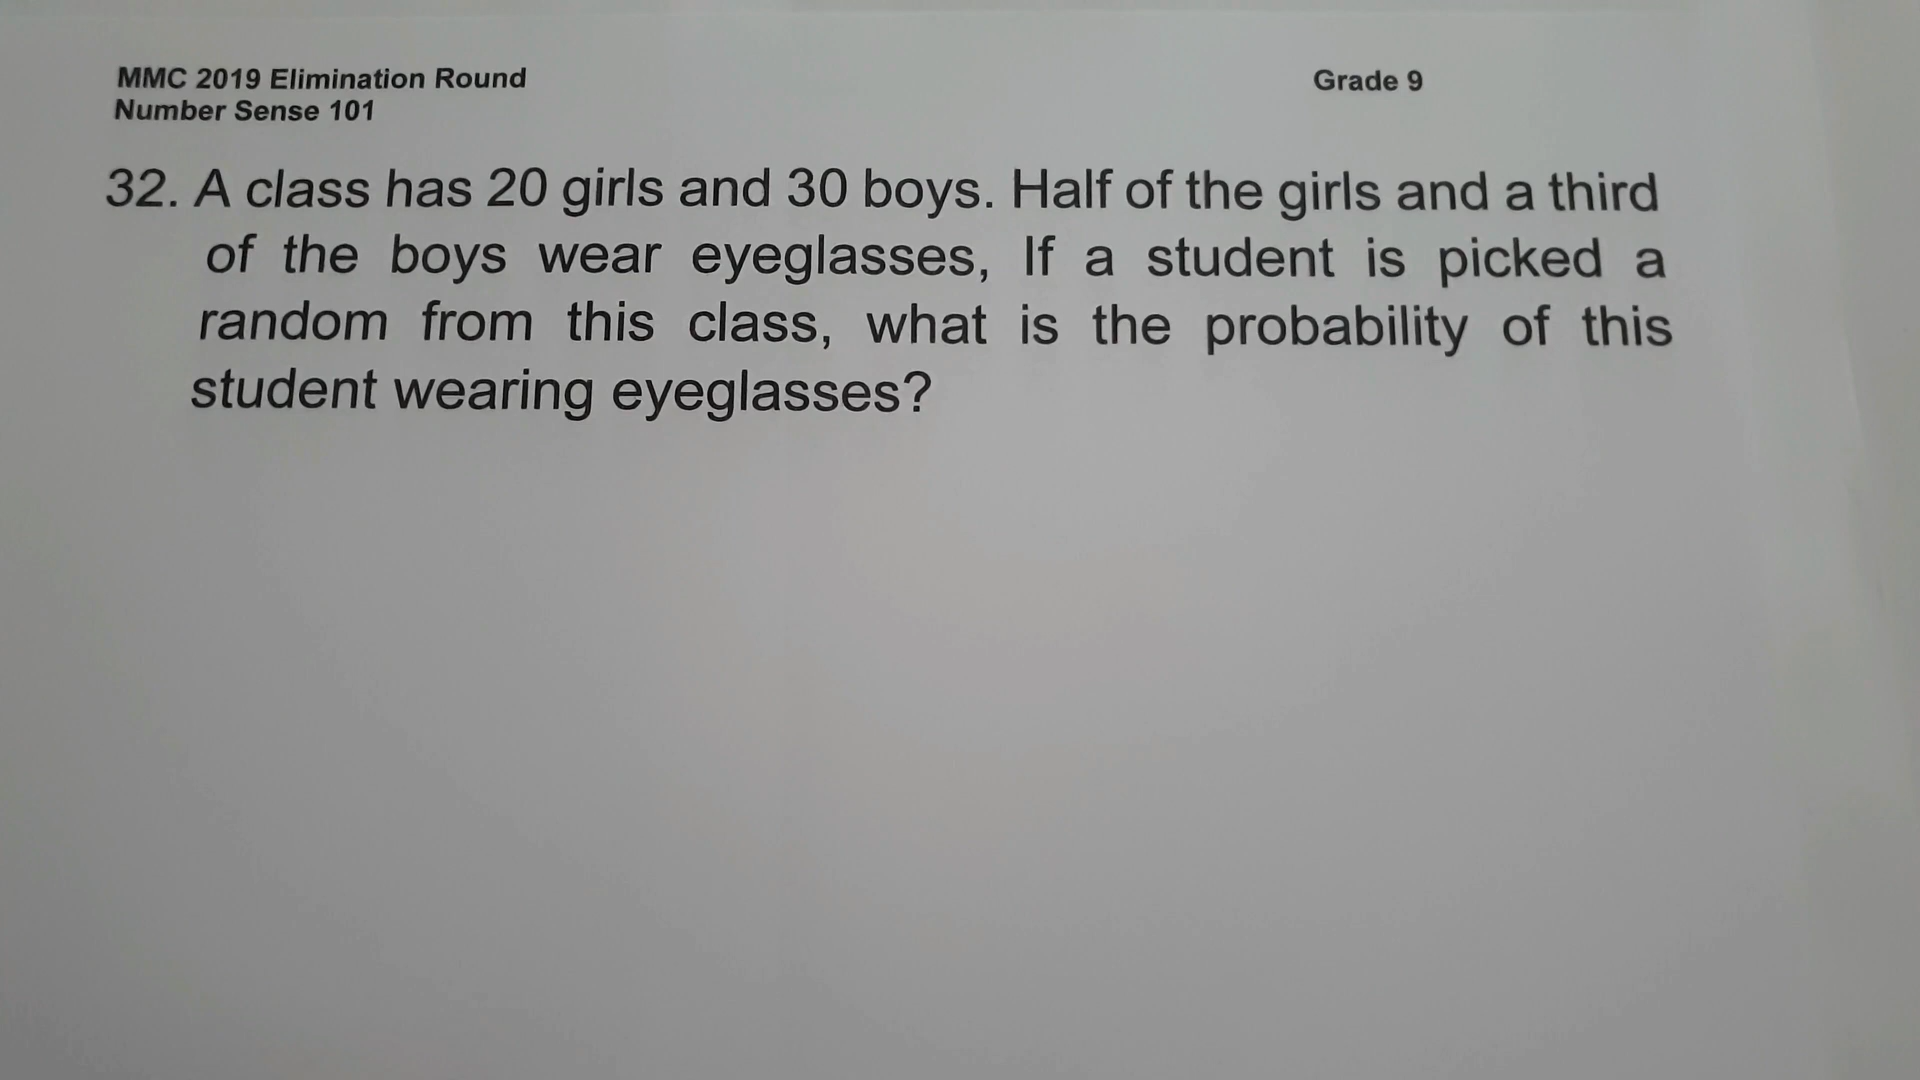 MMC 2019 Elimination Round
Grade 9
Number Sense 101
32. A class has 20 girls and 30 boys. Half of the girls and a third
of the boys wear eyeglasses, If a student is picked a
random from this class, what is the probability of this
student wearing eyeglasses?